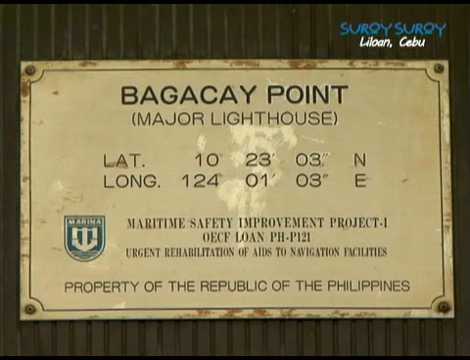 SUROY SUROY
Liloan, Cebu
BAGACAY POINT
(MAJOR LIGHTHOUSE)
LAT. 10 23' 03" N
LONG. 124 01' 03" E
MARINA
MARITIME SAFETY IMPROVEMENT PROJECT-I
OECF LOAN PH-P121
URGENT REHABILITATION OF AIDS TO NAVIGATION FACILITIES
PROPERTY OF THE REPUBLIC OF THE PHILIPPINES